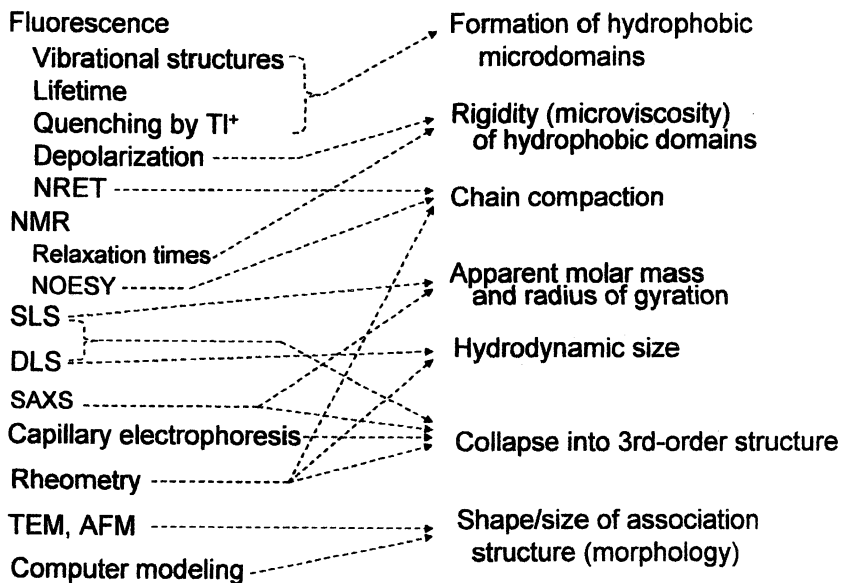 Fluorescence
Vibrational structures
Lifetime
Quenching by Tl⁺
Depolarization
NRET
NMR
Relaxation times
NOESY
SLS
DLS
SAXS
Capillary electrophoresis
Rheometry
TEM, AFM
Computer modeling
Formation of hydrophobic
microdomains
Rigidity (microviscosity)
of hydrophobic domains
Chain compaction
Apparent molar mass
and radius of gyration
Hydrodynamic size
Collapse into 3rd-order structure
Shape/size of association
structure (morphology)